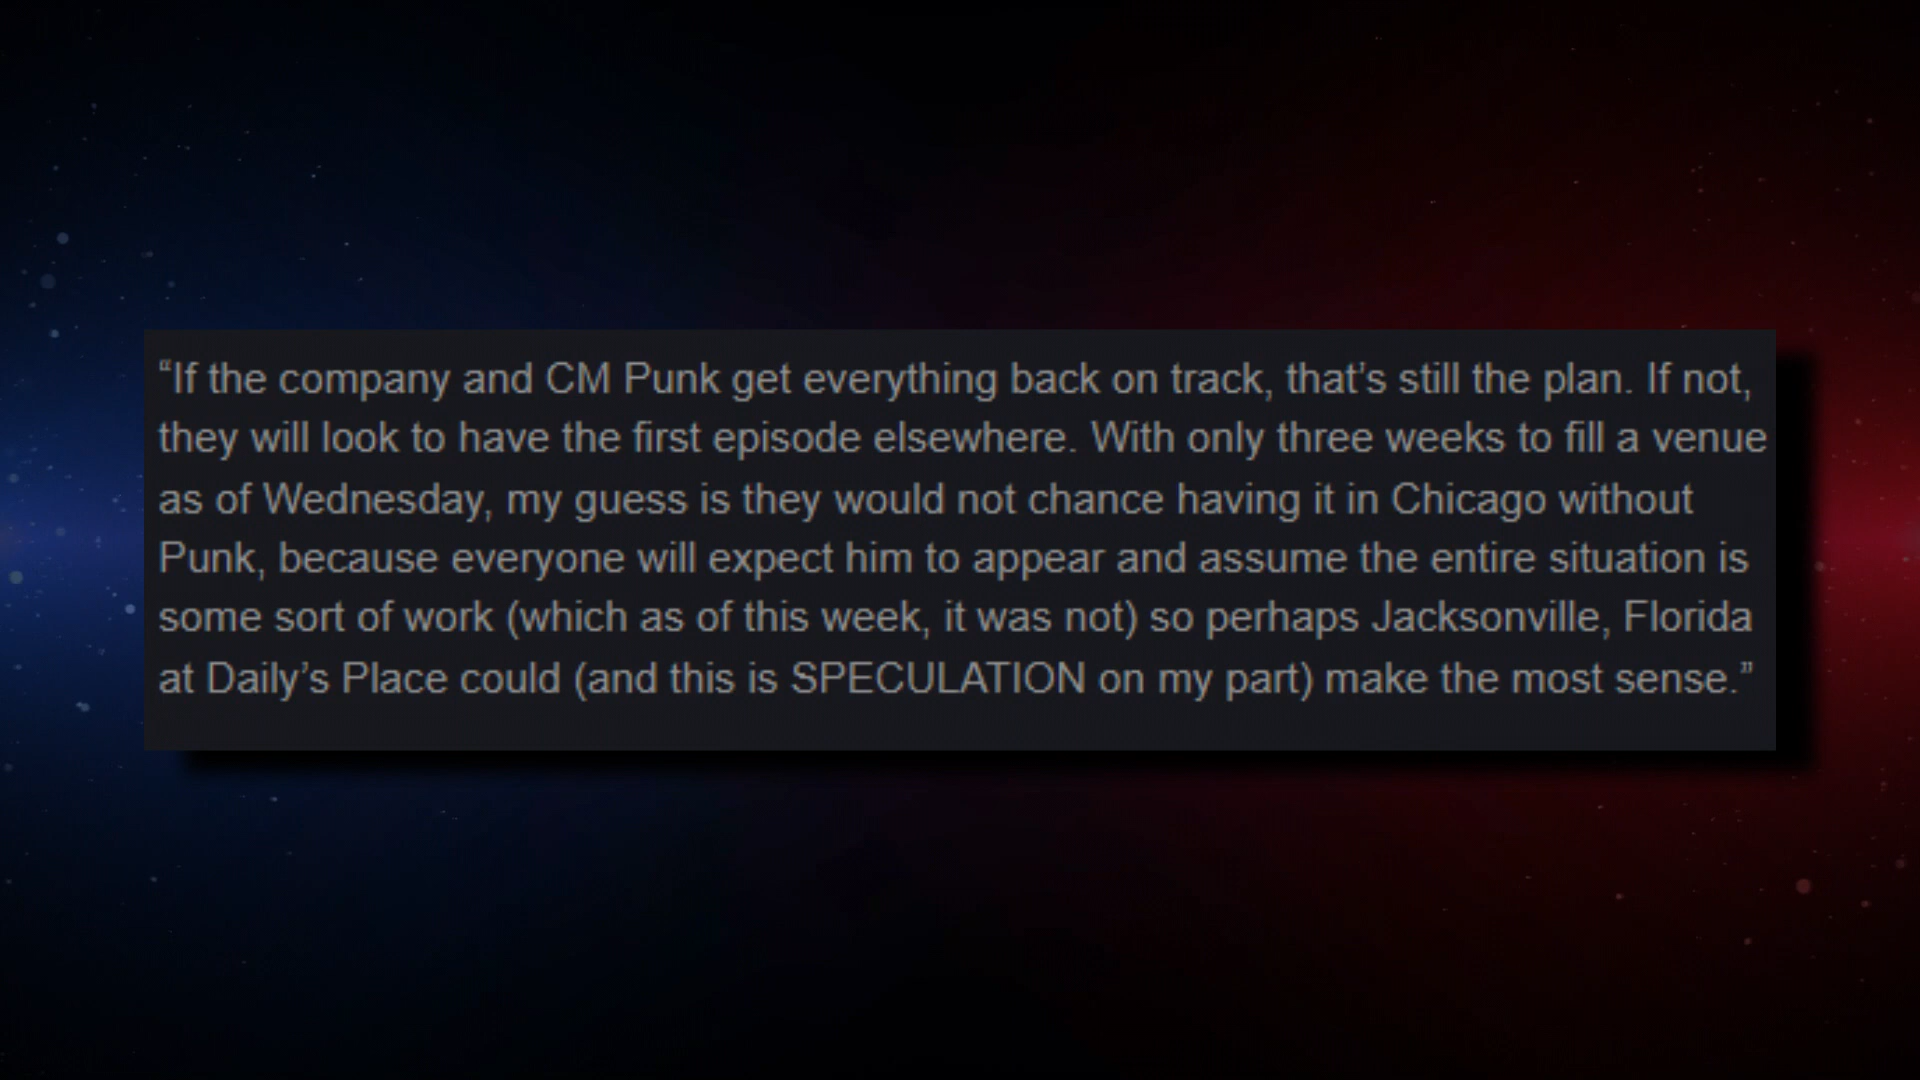 “If the company and CM Punk get everything back on track, that’s still the plan. If not,
they will look to have the first episode elsewhere. With only three weeks to fill a venue
as of Wednesday, my guess is they would not chance having it in Chicago without
Punk, because everyone will expect him to appear and assume the entire situation is
some sort of work (which as of this week, it was not) so perhaps Jacksonville, Florida
at Daily’s Place could (and this is SPECULATION on my part) make the most sense.”